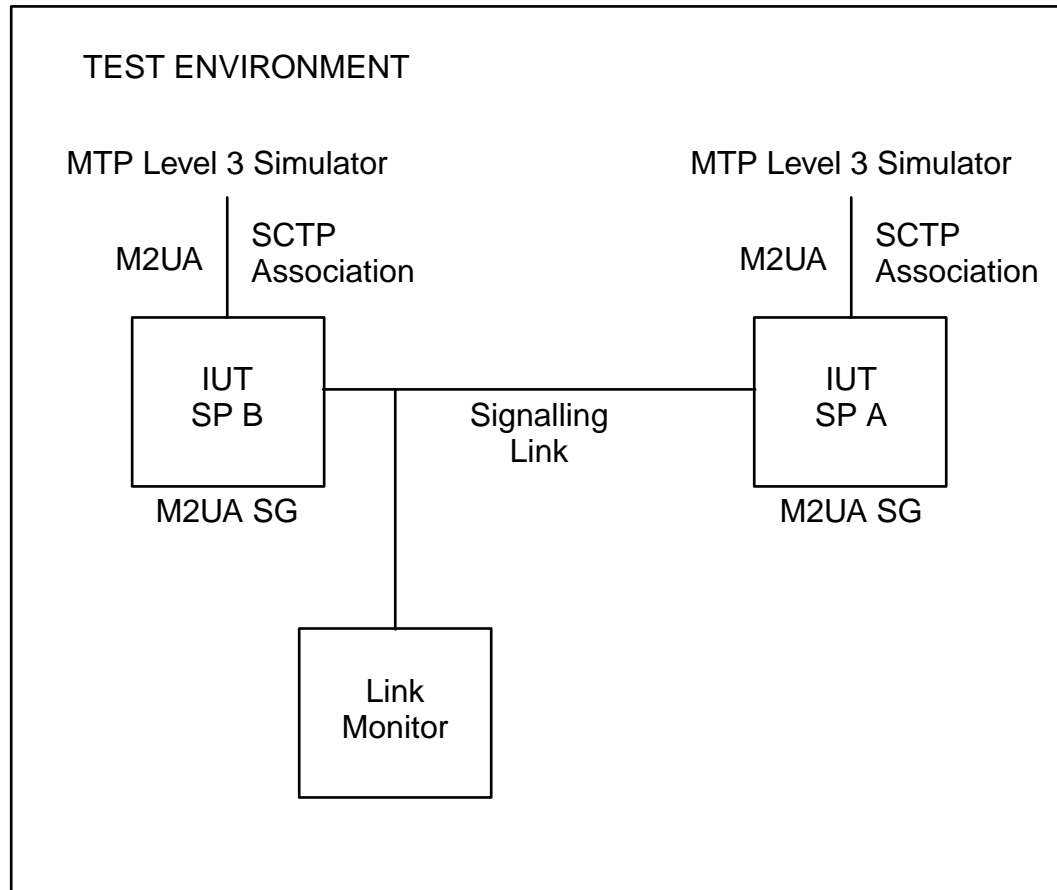 TEST ENVIRONMENT
MTP Level 3 Simulator
MTP Level 3 Simulator
M2UA
SCTP
Association
M2UA
SCTP
Association
IUT
SP B
Signalling
Link
IUT
SP A
M2UA SG
M2UA SG
Link
Monitor